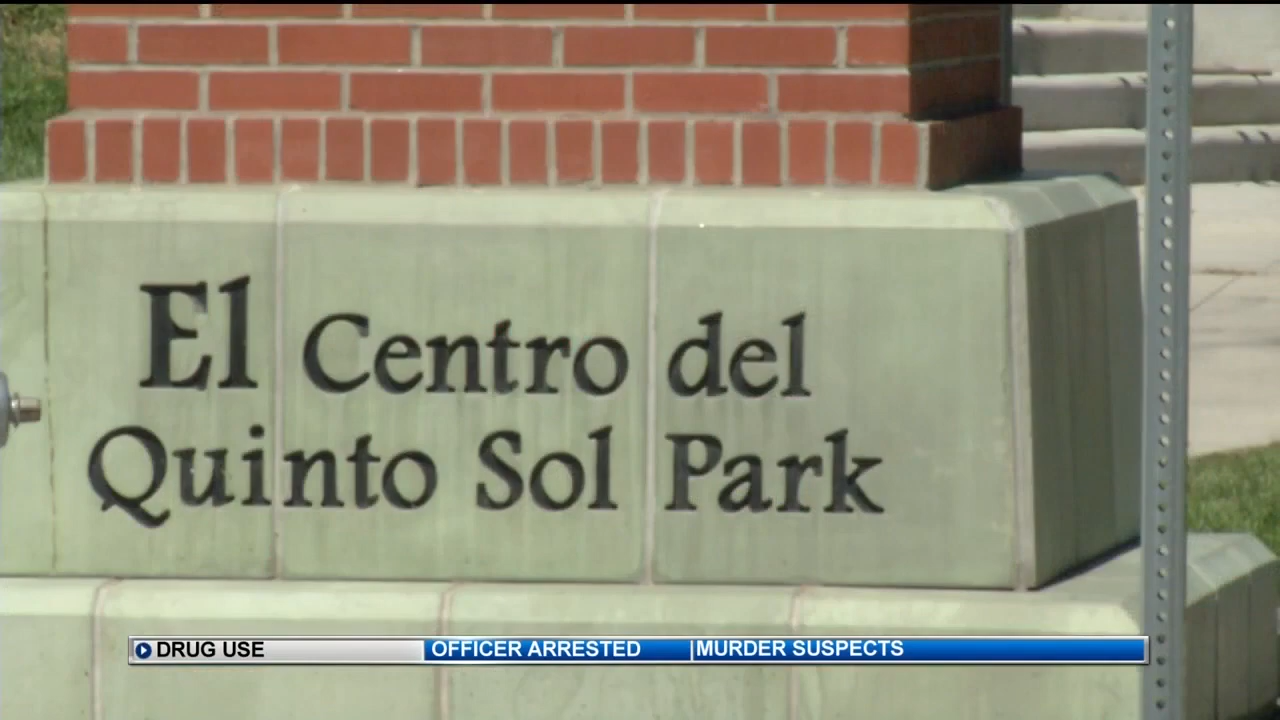 El Centro del
Quinto Sol Park
DRUG USE OFFICER ARRESTED |MURDER SUSPECTS